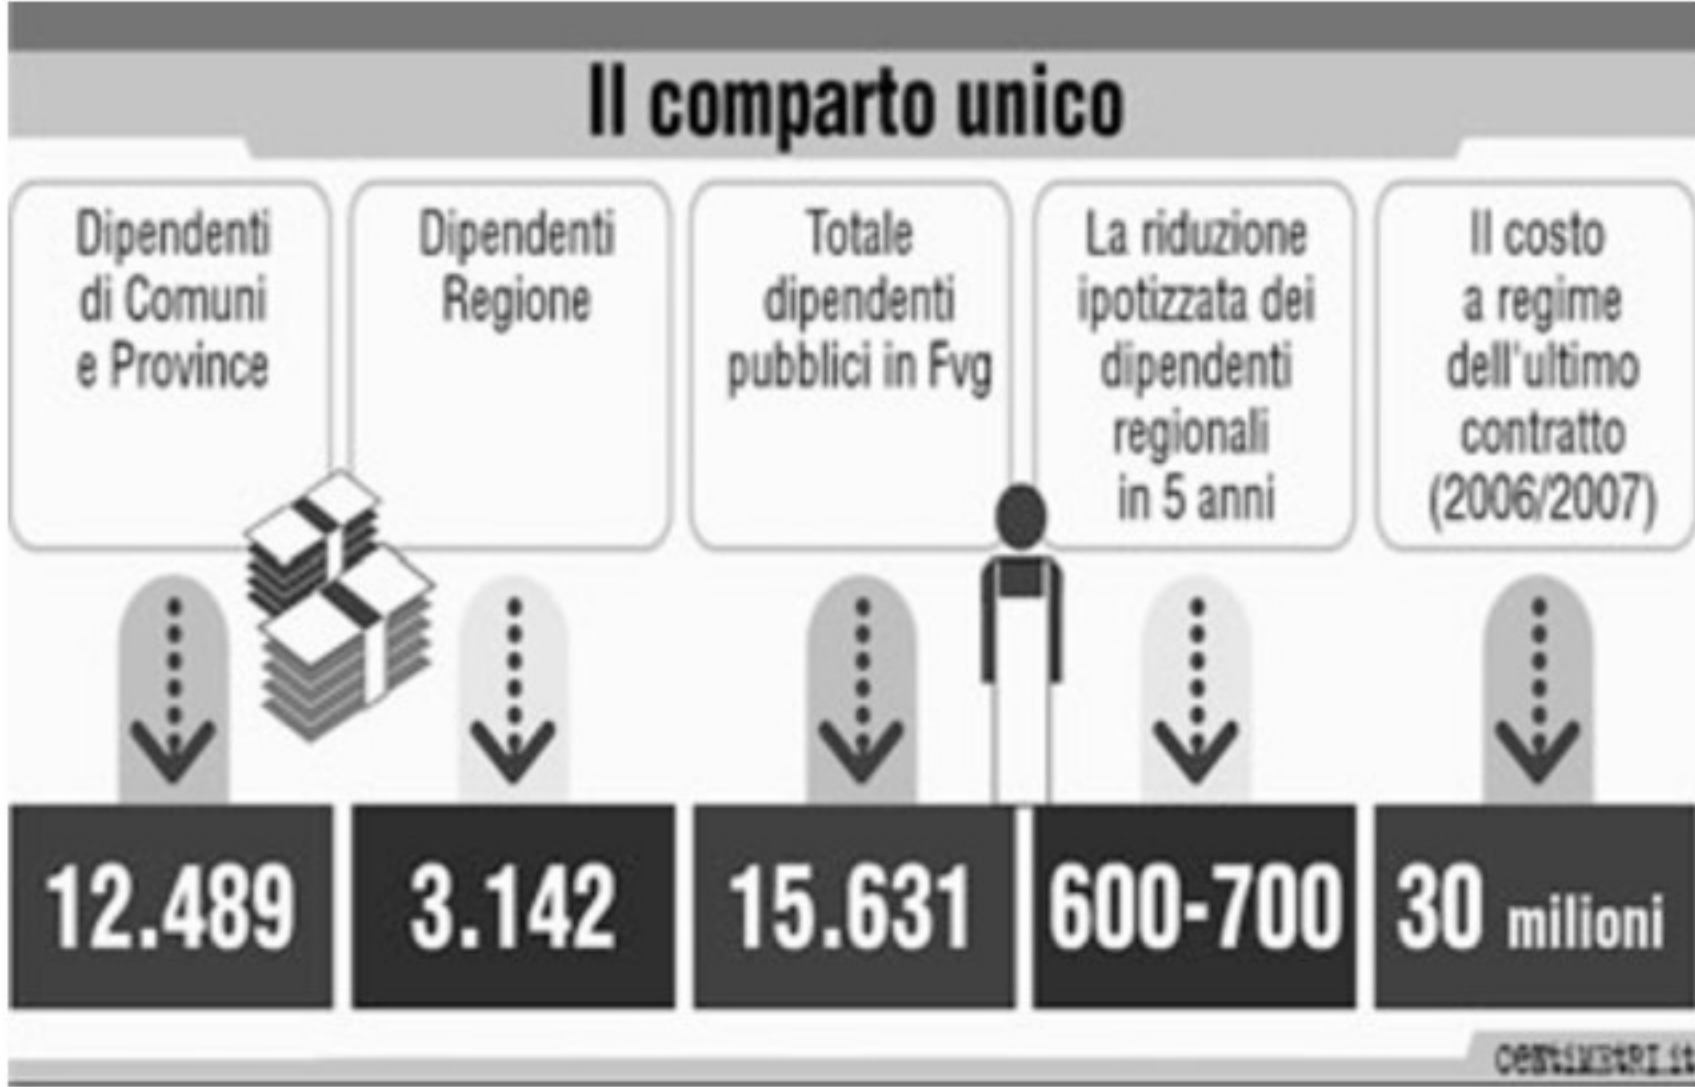 Il comparto unico
Dipendenti
di Comuni
e Province
12.489
Dipendenti
Regione
3.142
Totale
dipendenti
pubblici in Fvg
15.631
La riduzione
ipotizzata dei
dipendenti
regionali
in 5 anni
600-700
Il costo
a regime
dell'ultimo
contratto
(2006/2007)
30 milioni
CENtiMEtRI.it